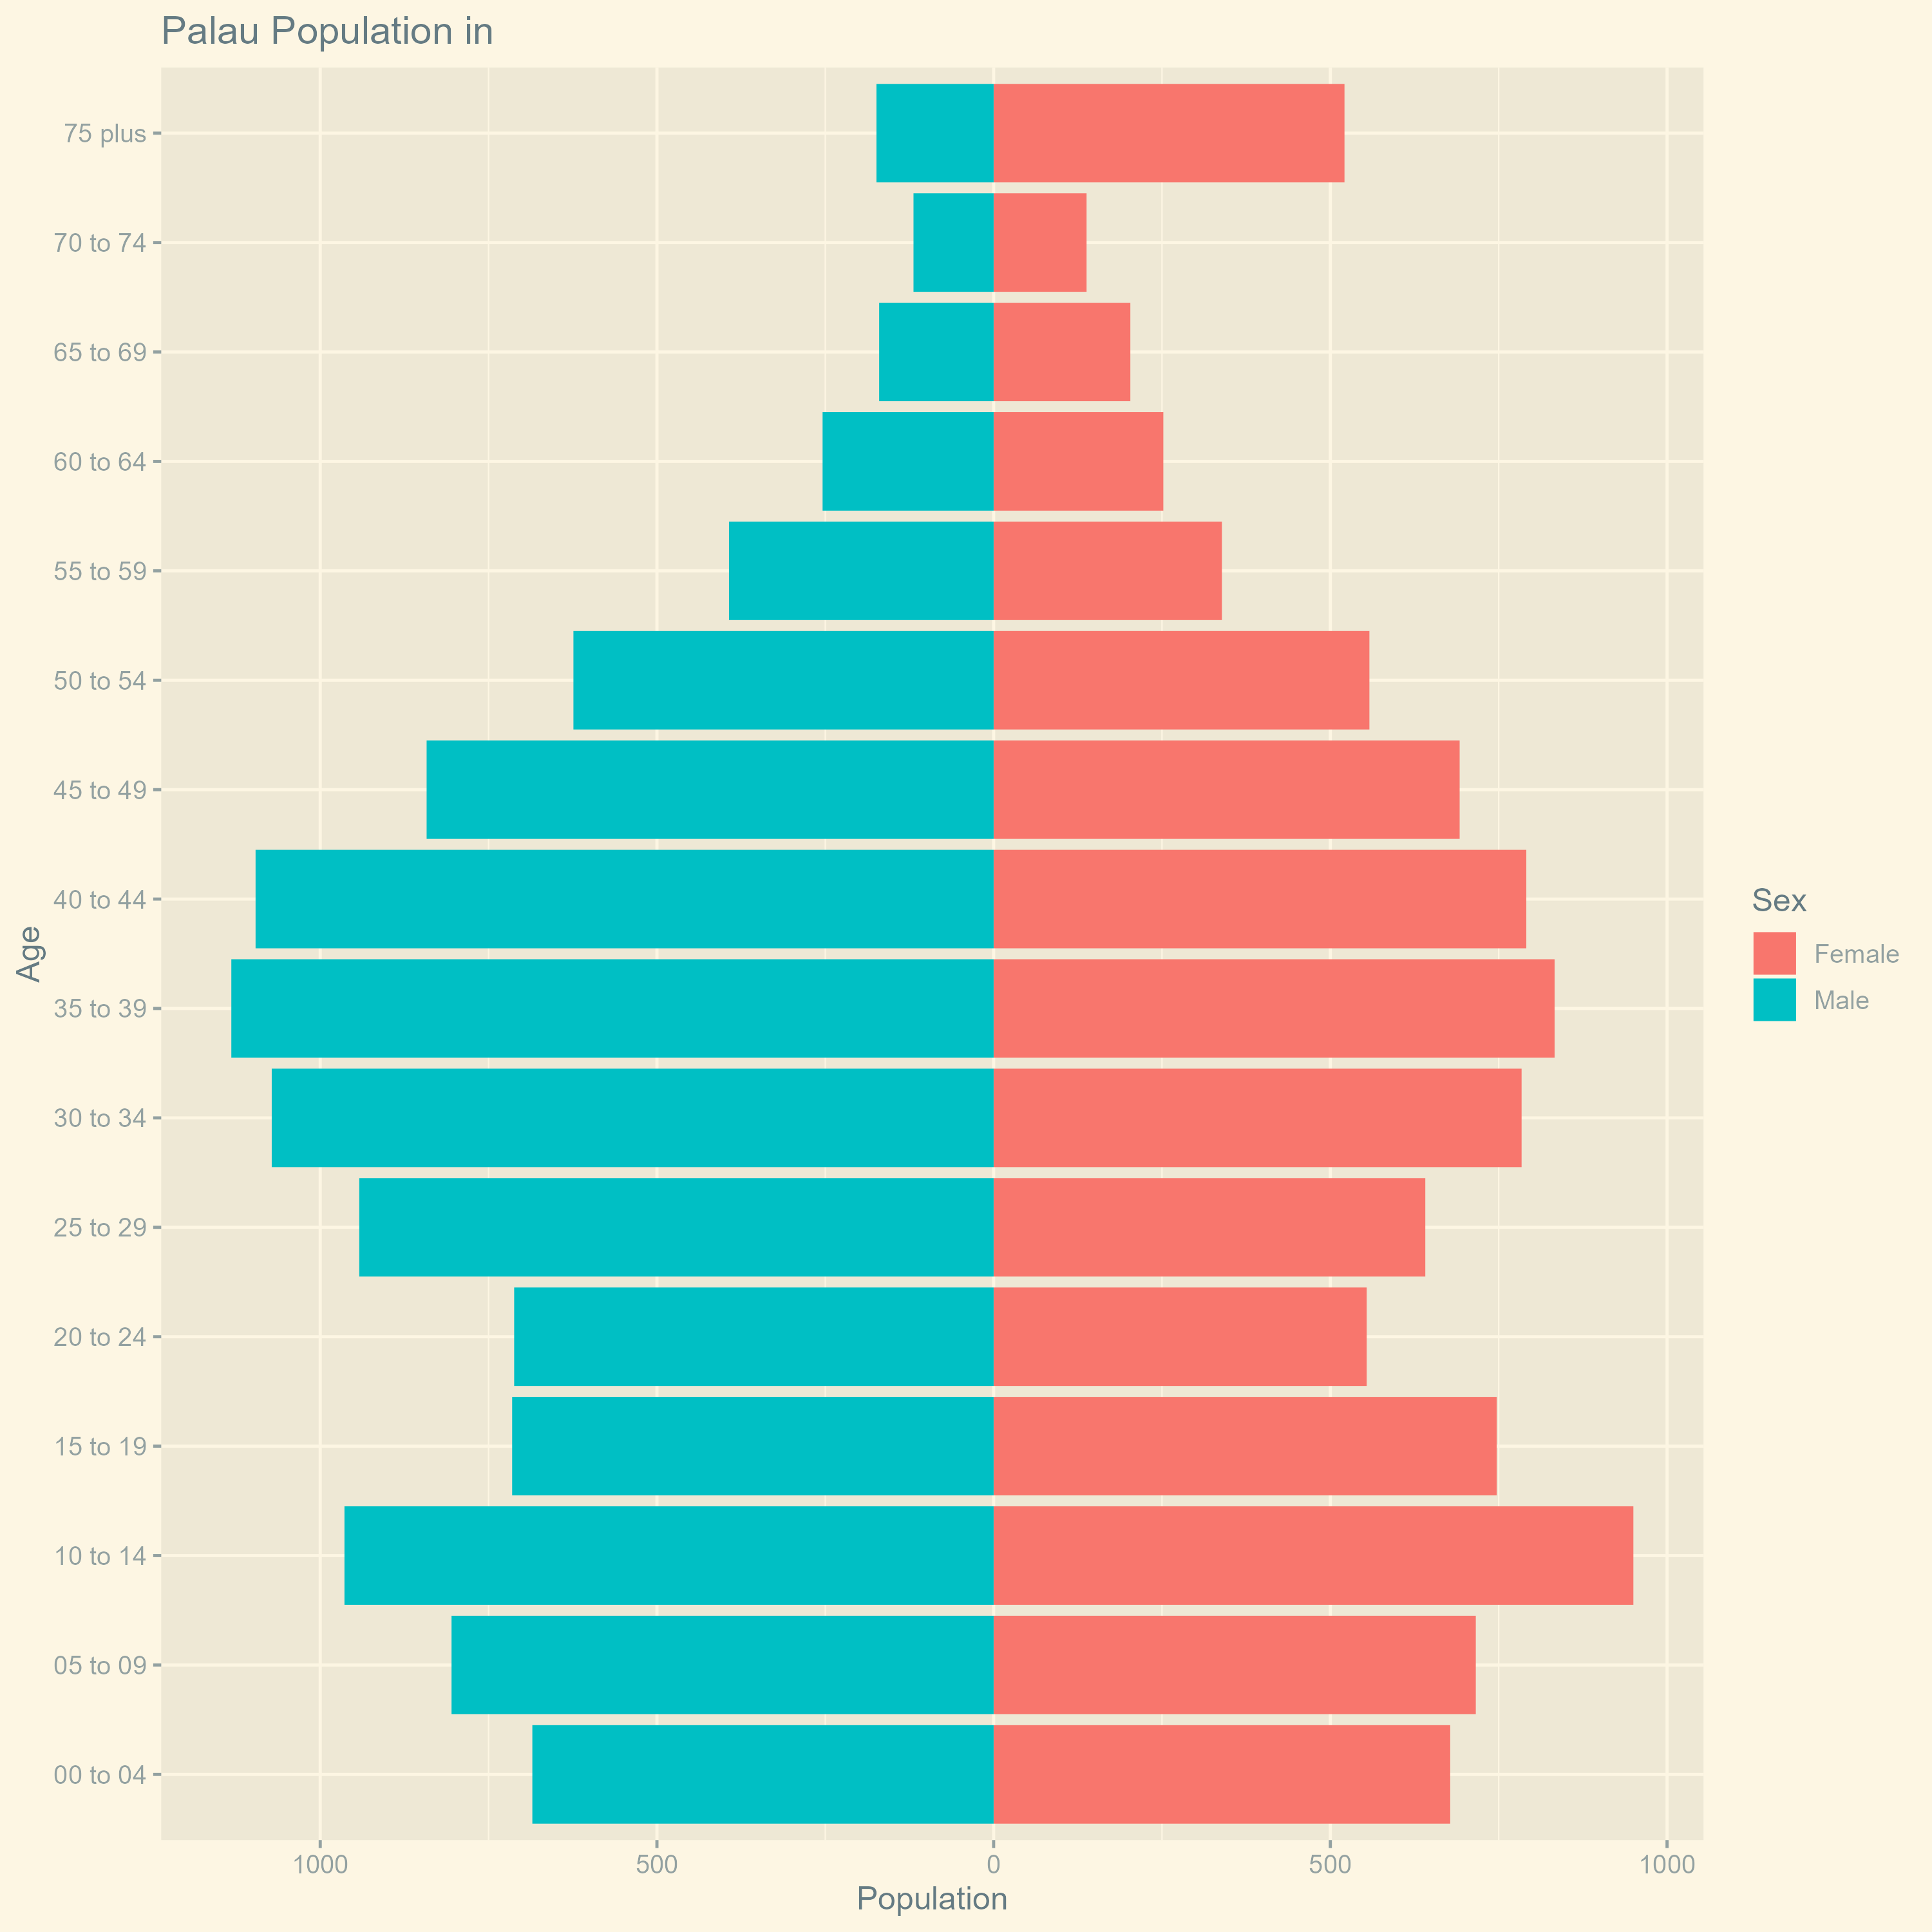 Palau Population in
75 plus
70 to 74
65 to 69
60 to 64
55 to 59
50 to 54
45 to 49
40 to 44
35 to 39
30 to 34
25 to 29
20 to 24
15 to 19
10 to 14
05 to 09
00 to 04
Age
1000 500 0 500 1000
Population
Sex
Female
Male